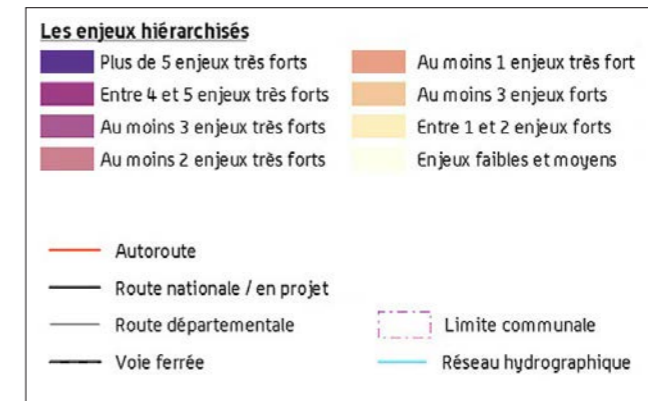 Les enjeux hiérarchisés
Plus de 5 enjeux très forts
Entre 4 et 5 enjeux très forts
Au moins 3 enjeux très forts
Au moins 2 enjeux très forts
Au moins 1 enjeux très fort
Au moins 3 enjeux forts
Entre 1 et 2 enjeux forts
Enjeux faibles et moyens
Autoroute
Route nationale / en projet
Route départementale
Voie ferrée
Limite communale
Réseau hydrographique